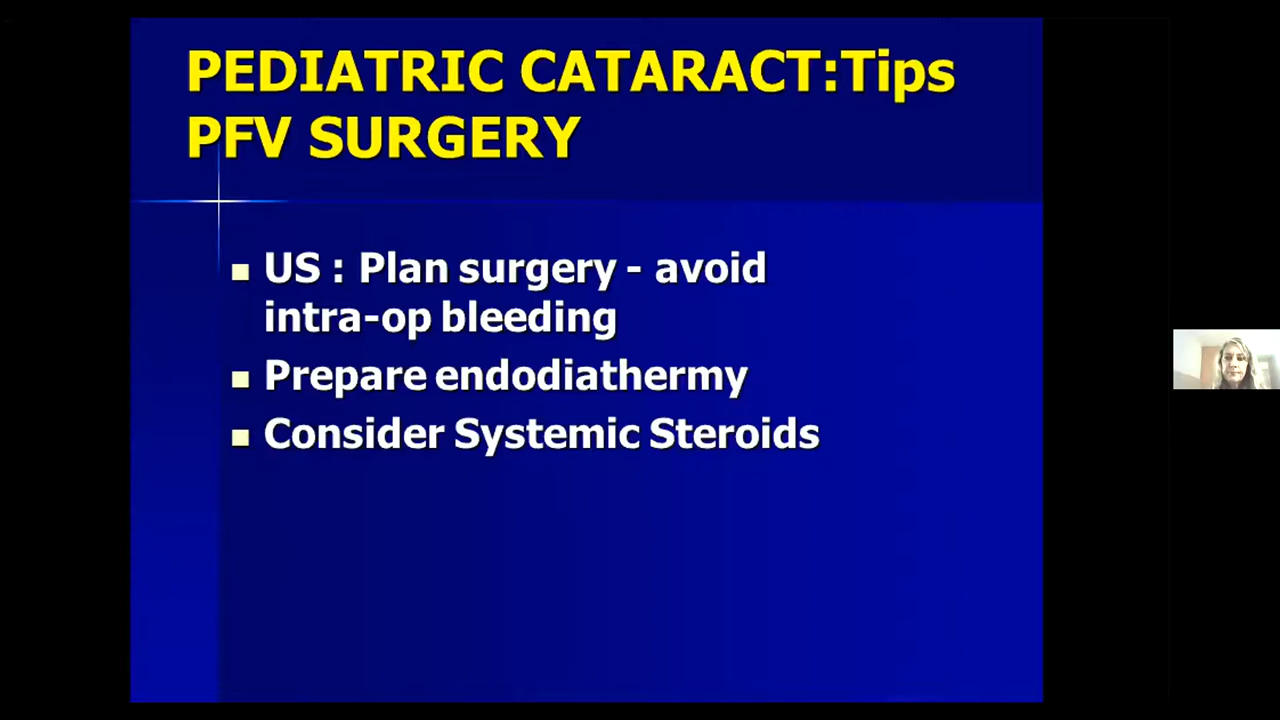 PEDIATRIC CATARACT:Tips
PFV SURGERY
US : Plan surgery - avoid
intra-op bleeding
Prepare endodiathermy
Consider Systemic Steroids